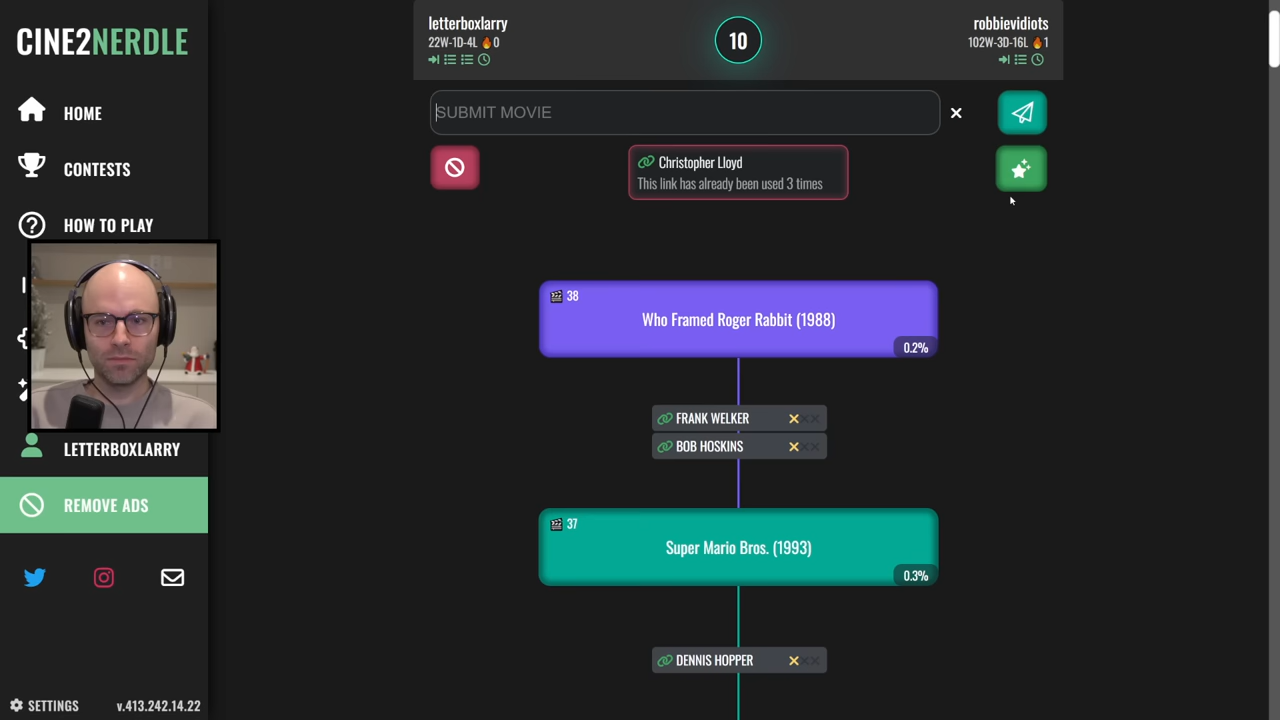 CINE2NERDLE
HOME
CONTESTS
HOW TO PLAY
LETTERBOXLARRY
REMOVE ADS
SETTINGS
v.413.242.14.22
letterboxlarry
22W-1D-4L 🔥0
10
robbievidiots
102W-3D-16L 🔥1
SUBMIT MOVIE
Christopher Lloyd
This link has already been used 3 times
38
Who Framed Roger Rabbit (1988)
0.2%
FRANK WELKER
BOB HOSKINS
37
Super Mario Bros. (1993)
0.3%
DENNIS HOPPER